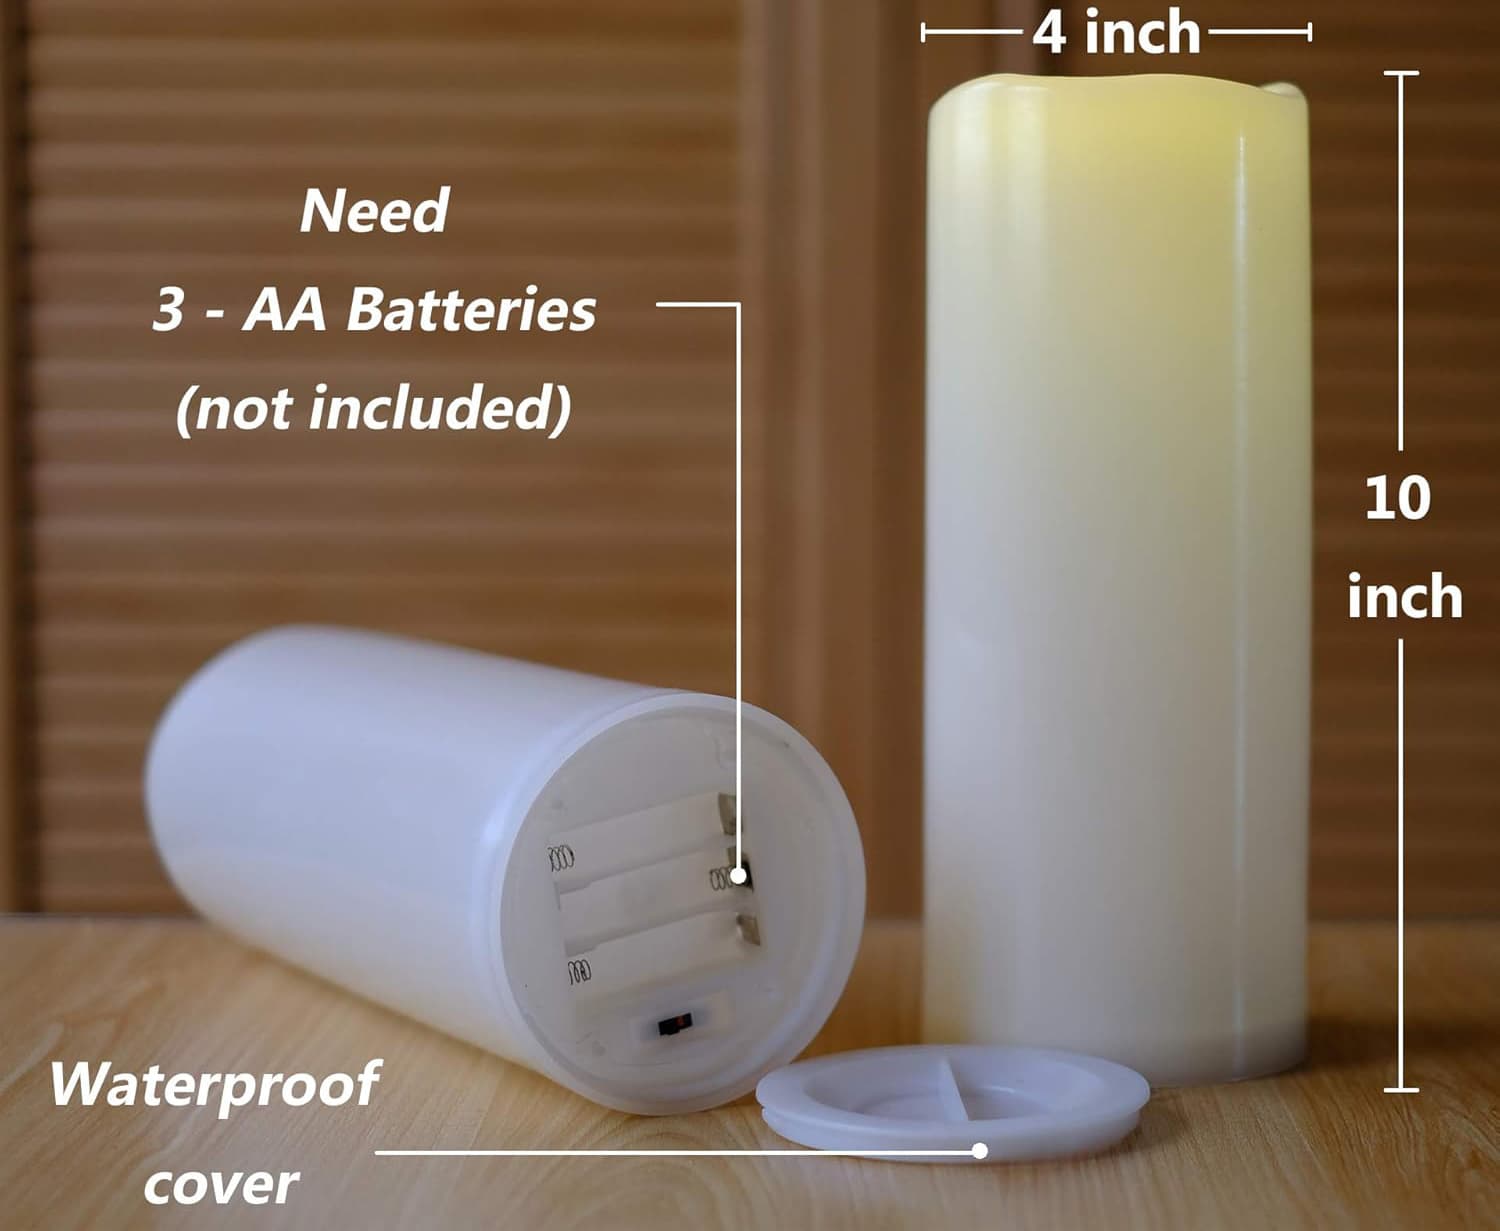 4 inch
Need
3 - AA Batteries
(not included)
10
inch
Waterproof
cover